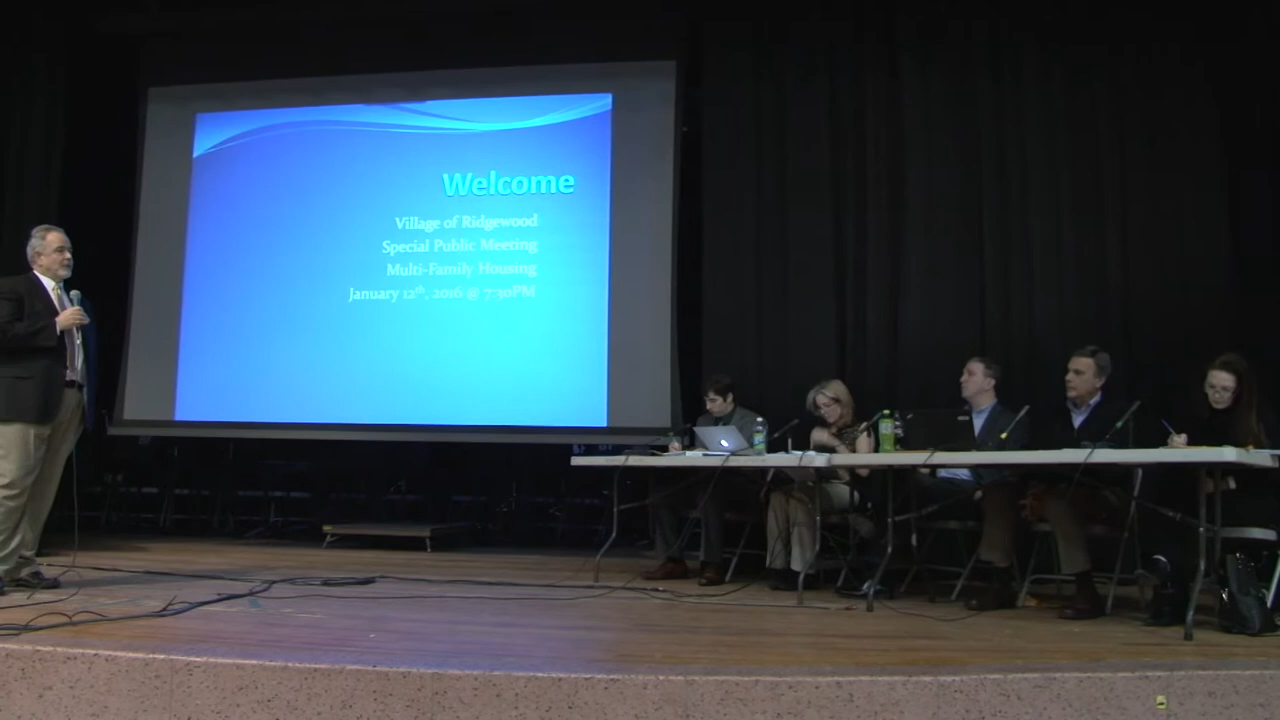 Welcome
Village of Ridgewood
Special Public Meeting
Multi-Family Housing
January 12th, 2016 @ 7:30PM